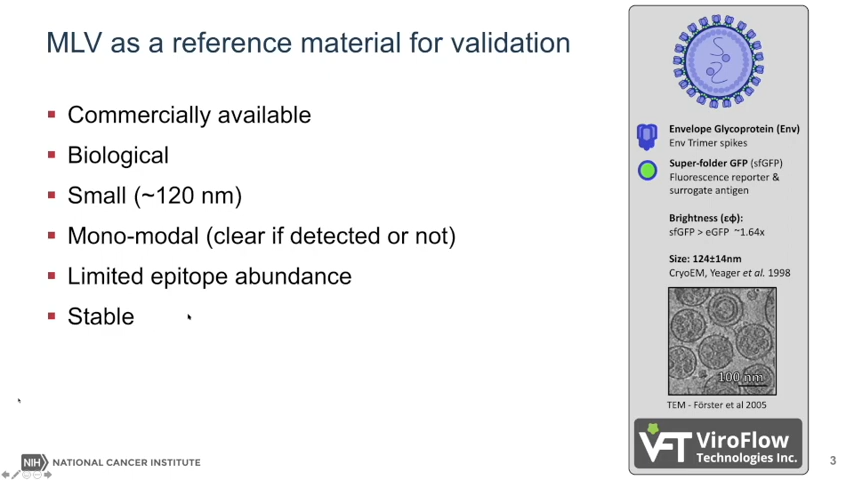 MLV as a reference material for validation
Commercially available
Biological
Small (~120 nm)
Mono-modal (clear if detected or not)
Limited epitope abundance
Stable
Envelope Glycoprotein (Env)
Env Trimer spikes
Super-folder GFP (sfGFP)
Fluorescence reporter &
surrogate antigen
Brightness (εϕ):
sfGFP > eGFP ~1.64x
Size: 124±14nm
CryoEM, Yeager et al. 1998
100 nm
TEM - Förster et al 2005
VFT ViroFlow
Technologies Inc.
NIH NATIONAL CANCER INSTITUTE
3